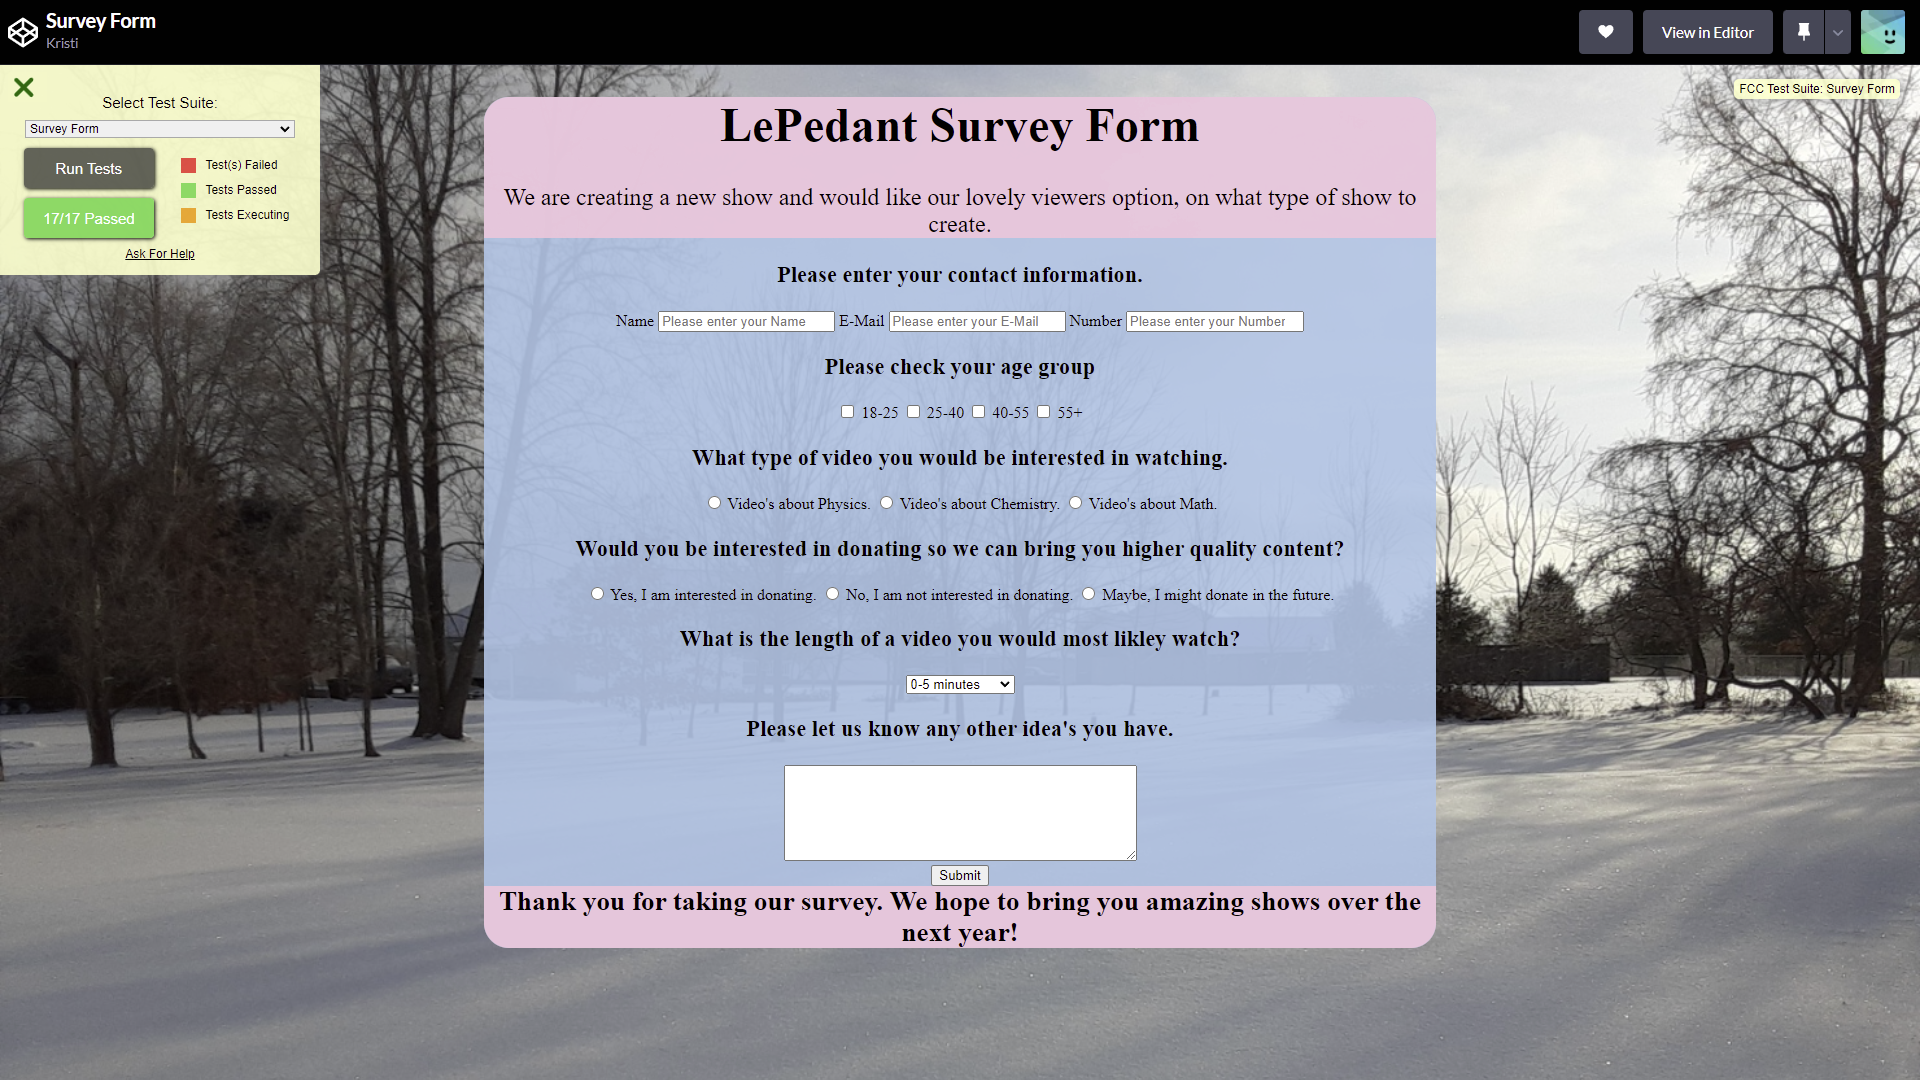 Survey Form
Kristi
View in Editor
Select Test Suite:
Survey Form
Run Tests
17/17 Passed
Test(s) Failed
Tests Passed
Tests Executing
Ask For Help
FCC Test Suite: Survey Form
LePedant Survey Form
We are creating a new show and would like our lovely viewers option, on what type of show to
create.
Please enter your contact information.
Name Please enter your Name E-Mail Please enter your E-Mail Number Please enter your Number
Please check your age group
18-25 25-40 40-55 55+
What type of video you would be interested in watching.
Video's about Physics. Video's about Chemistry. Video's about Math.
Would you be interested in donating so we can bring you higher quality content?
Yes, I am interested in donating. No, I am not interested in donating. Maybe, I might donate in the future.
What is the length of a video you would most likley watch?
0-5 minutes
Please let us know any other idea's you have.
Submit
Thank you for taking our survey. We hope to bring you amazing shows over the
next year!